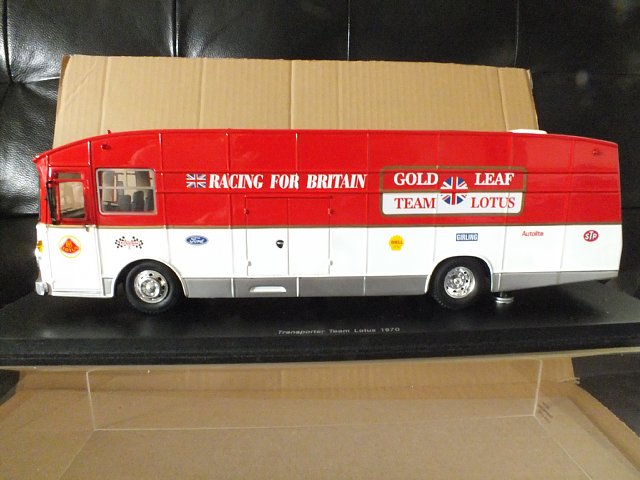 RACING FOR BRITAIN
GOLD LEAF
TEAM LOTUS
Ford
SHELL
GIRLING
Autolite
STP
Transporter Team Lotus 1970